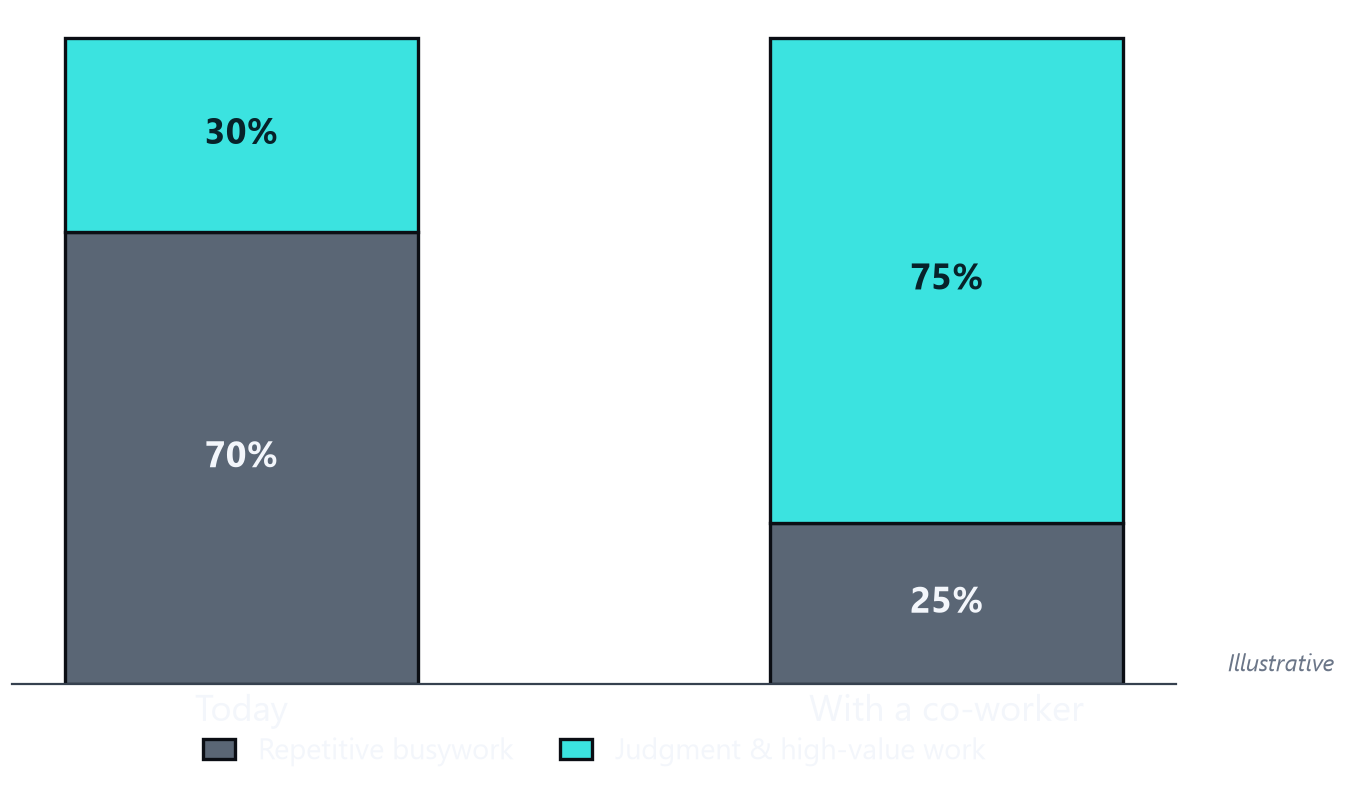 30%
75%
70%
25%
Illustrative
Today
With a co-worker
Repetitive busywork
Judgment & high-value work